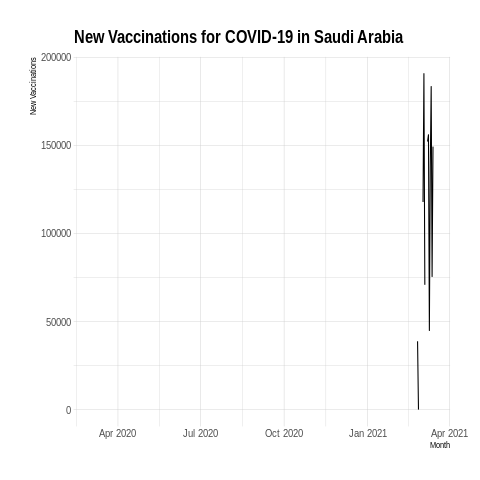 New Vaccinations for COVID-19 in Saudi Arabia
New Vaccinations
200000
150000
100000
50000
0
Apr 2020 Jul 2020 Oct 2020 Jan 2021 Apr 2021
Month